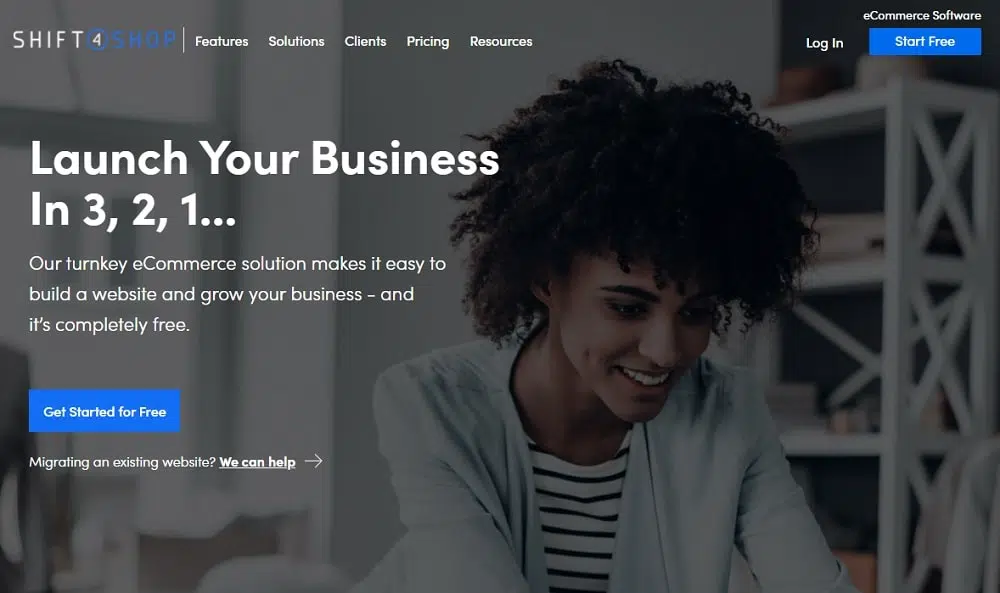 eCommerce Software
SHIFT4SHOP
Features Solutions Clients Pricing Resources
Log In
Start Free
Launch Your Business
In 3, 2, 1...
Our turnkey eCommerce solution makes it easy to
build a website and grow your business - and
it's completely free.
Get Started for Free
Migrating an existing website? We can help →